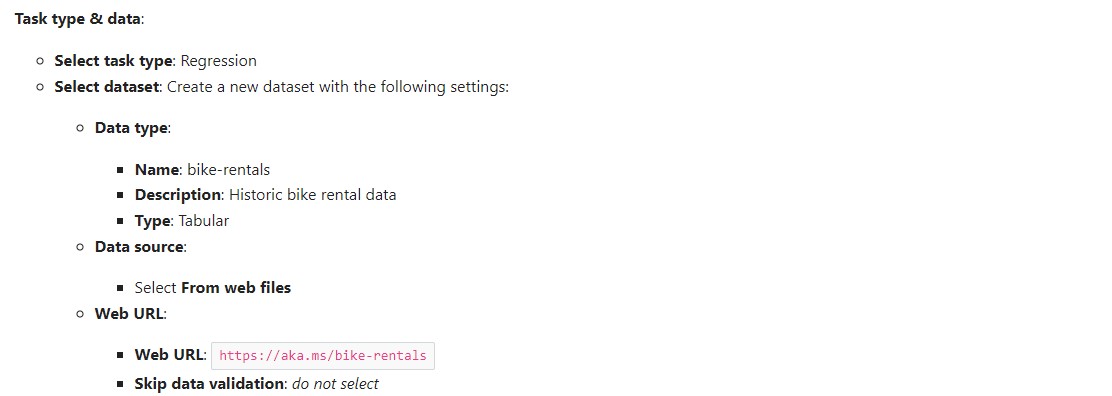 Task type & data:
Select task type: Regression
Select dataset: Create a new dataset with the following settings:
Data type:
Name: bike-rentals
Description: Historic bike rental data
Type: Tabular
Data source:
Select From web files
Web URL:
Web URL: https://aka.ms/bike-rentals
Skip data validation: do not select